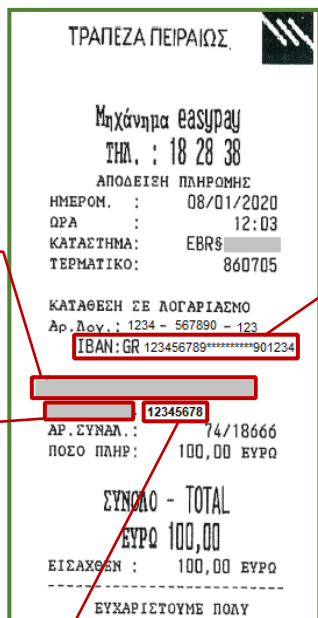 ΤΡΑΠΕΖΑ ΠΕΙΡΑΙΩΣ
Μηχάνημα easypay
ΤΗΛ. : 18 28 38
ΑΠΟΔΕΙΞΗ ΠΛΗΡΩΜΗΣ
ΗΜΕΡΟΜ. : 08/01/2020
ΩΡΑ : 12:03
ΚΑΤΑΣΤΗΜΑ: EBR§
ΤΕΡΜΑΤΙΚΟ: 860705
ΚΑΤΑΘΕΣΗ ΣΕ ΛΟΓΑΡΙΑΣΜΟ
Αρ.Λογ.: 1234 - 567890 - 123
IBAN:GR 123456789**********901234
12345678
ΑΡ.ΣΥΝΑΛ.: 74/18666
ΠΟΣΟ ΠΛΗΡ: 100,00 ΕΥΡΩ
ΣΥΝΟΛΟ - TOTAL
ΕΥΡΩ 100,00
ΕΙΣΑΧΘΕΝ : 100,00 ΕΥΡΩ
ΕΥΧΑΡΙΣΤΟΥΜΕ ΠΟΛΥ